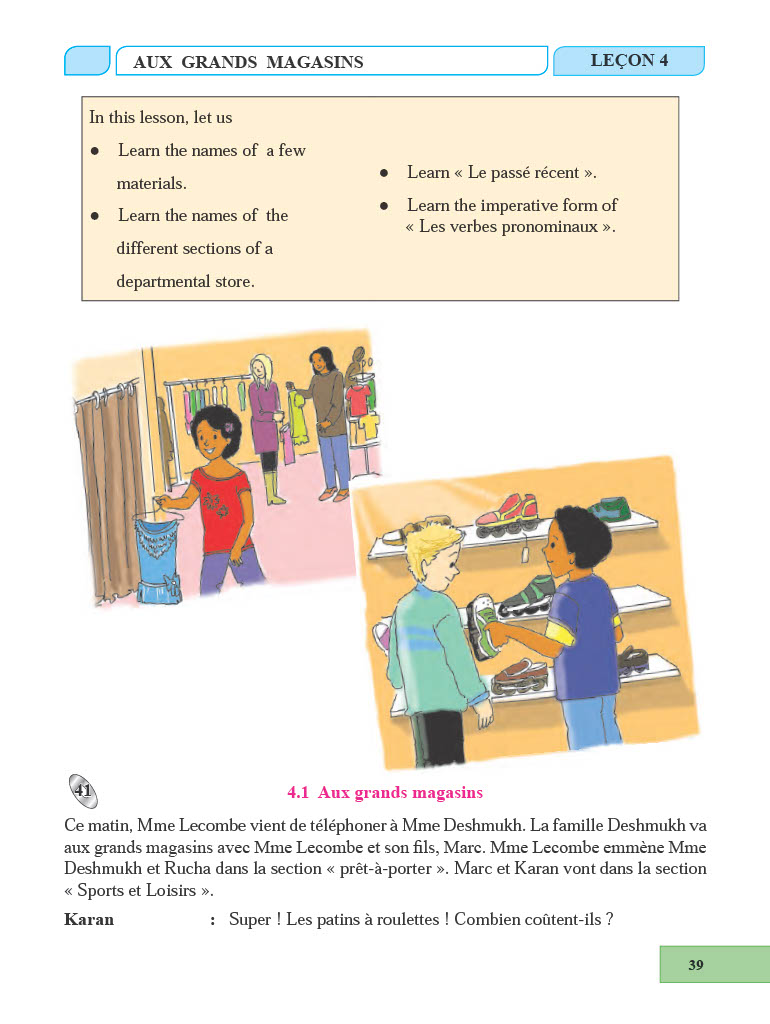 AUX GRANDS MAGASINS
LEÇON 4
In this lesson, let us
● Learn the names of a few
materials.
● Learn the names of the
different sections of a
departmental store.
● Learn « Le passé récent ».
● Learn the imperative form of
« Les verbes pronominaux ».
41
4.1 Aux grands magasins
Ce matin, Mme Lecombe vient de téléphoner à Mme Deshmukh. La famille Deshmukh va
aux grands magasins avec Mme Lecombe et son fils, Marc. Mme Lecombe emmène Mme
Deshmukh et Rucha dans la section « prêt-à-porter ». Marc et Karan vont dans la section
« Sports et Loisirs ».
Karan : Super ! Les patins à roulettes ! Combien coûtent-ils ?
39